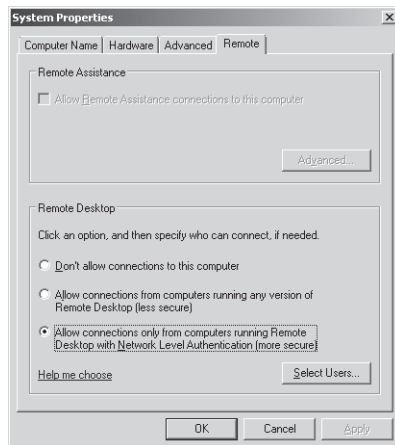 System Properties
Computer Name Hardware Advanced Remote
Remote Assistance
Allow Remote Assistance connections to this computer
Advanced...
Remote Desktop
Click an option, and then specify who can connect, if needed.
Don't allow connections to this computer
Allow connections from computers running any version of
Remote Desktop (less secure)
Allow connections only from computers running Remote
Desktop with Network Level Authentication (more secure)
Help me choose
Select Users...
OK Cancel Apply